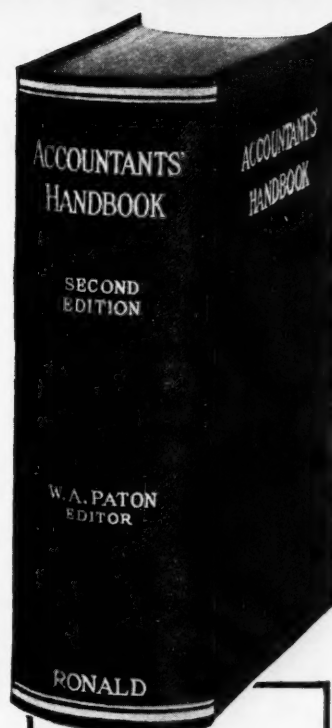 ACCOUNTANTS'
HANDBOOK
SECOND
EDITION
W. A. PATON
EDITOR
RONALD
ACCOUNTANTS'
HANDBOOK